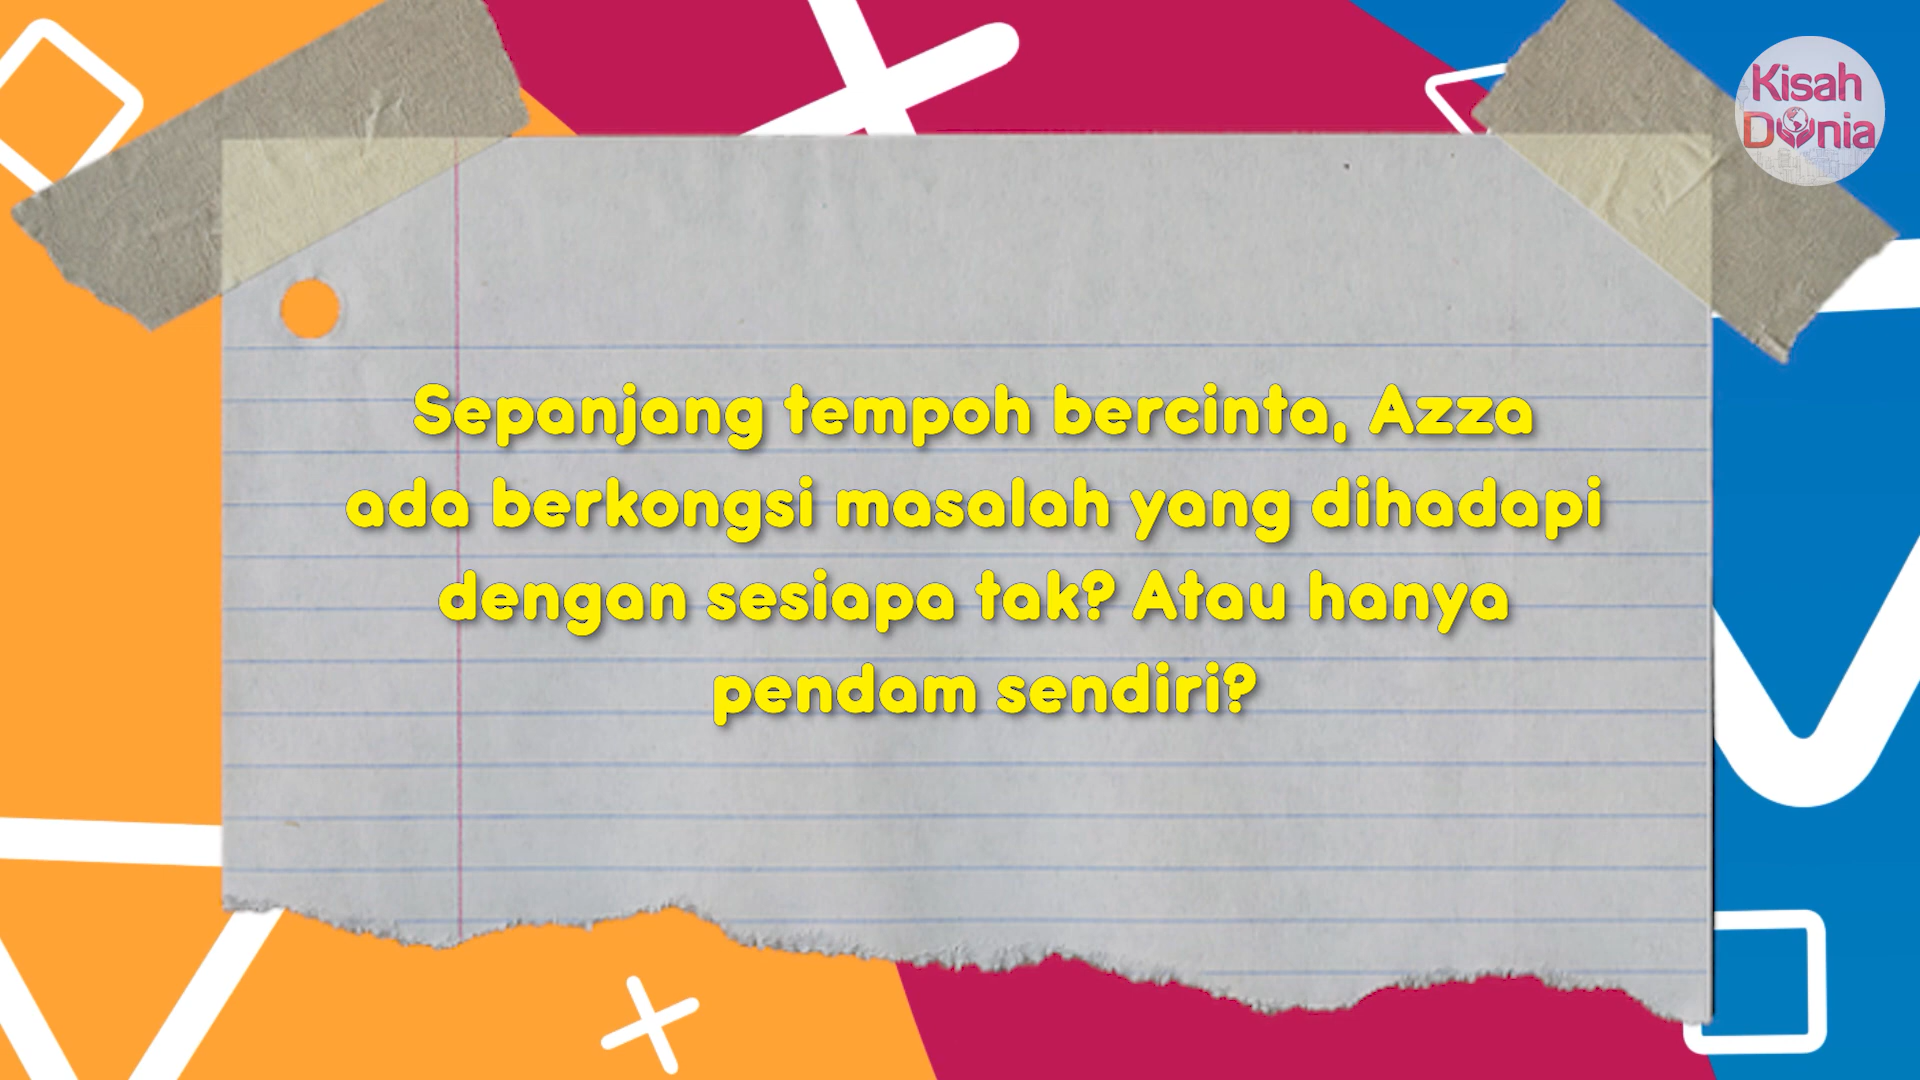 Kisah
Dunia
Sepanjang tempoh bercinta, Azza
ada berkongsi masalah yang dihadapi
dengan sesiapa tak? Atau hanya
pendam sendiri?